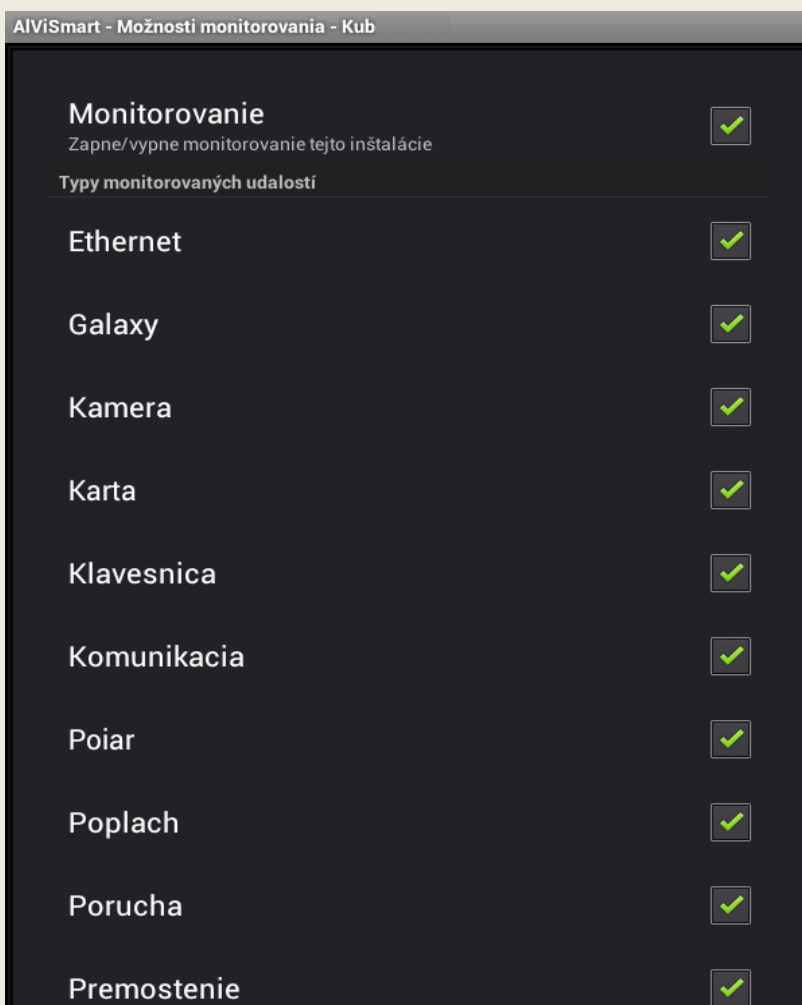 AlViSmart - Možnosti monitorovania - Kub
Monitorovanie
Zapne/vypne monitorovanie tejto inštalácie
Typy monitorovaných udalostí
Ethernet
Galaxy
Kamera
Karta
Klavesnica
Komunikacia
Poiar
Poplach
Porucha
Premostenie